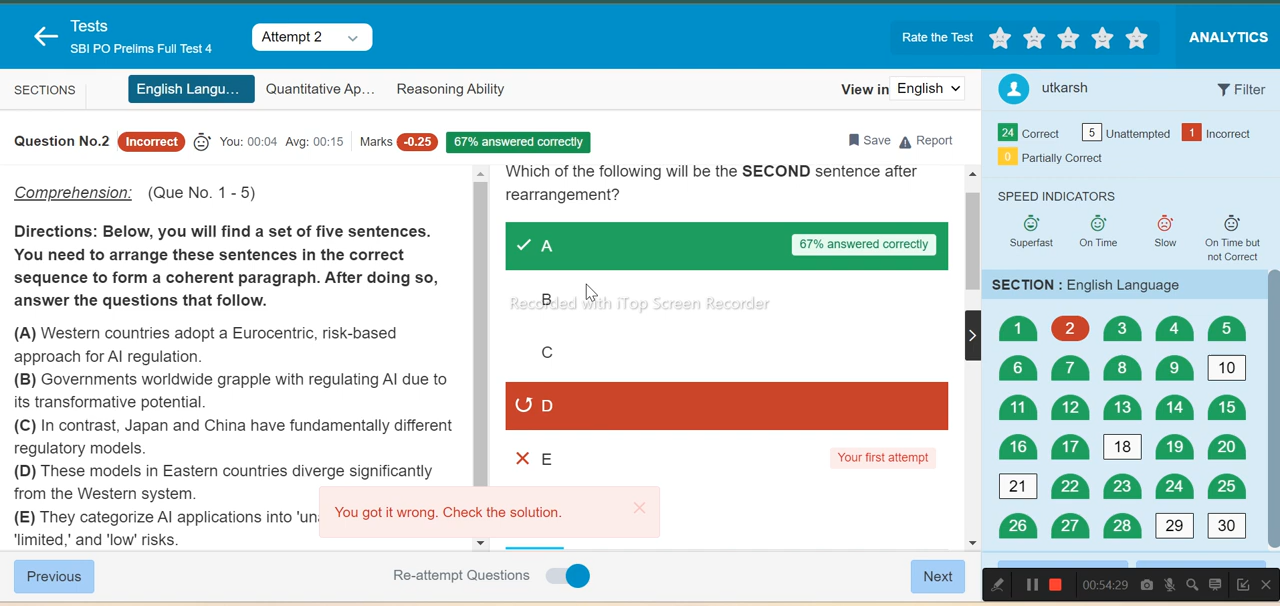 Tests
SBI PO Prelims Full Test 4
Attempt 2
Rate the Test
ANALYTICS
SECTIONS
English Langu...
Quantitative Ap...
Reasoning Ability
View in English
utkarsh
Filter
Question No.2 Incorrect You: 00:04 Avg: 00:15 Marks -0.25 67% answered correctly
Save Report
24 Correct 5 Unattempted 1 Incorrect
0 Partially Correct
Comprehension: (Que No. 1 - 5)
Directions: Below, you will find a set of five sentences.
You need to arrange these sentences in the correct
sequence to form a coherent paragraph. After doing so,
answer the questions that follow.
(A) Western countries adopt a Eurocentric, risk-based
approach for AI regulation.
(B) Governments worldwide grapple with regulating AI due to
its transformative potential.
(C) In contrast, Japan and China have fundamentally different
regulatory models.
(D) These models in Eastern countries diverge significantly
from the Western system.
(E) They categorize AI applications into 'una
'limited,' and 'low' risks.
Which of the following will be the SECOND sentence after
rearrangement?
A 67% answered correctly
B
Recorded with iTop Screen Recorder
C
D
E Your first attempt
You got it wrong. Check the solution.
SPEED INDICATORS
Superfast
On Time
Slow
On Time but
not Correct
SECTION : English Language
1 2 3 4 5
6 7 8 9 10
11 12 13 14 15
16 17 18 19 20
21 22 23 24 25
26 27 28 29 30
Previous
Re-attempt Questions
Next
00:54:29